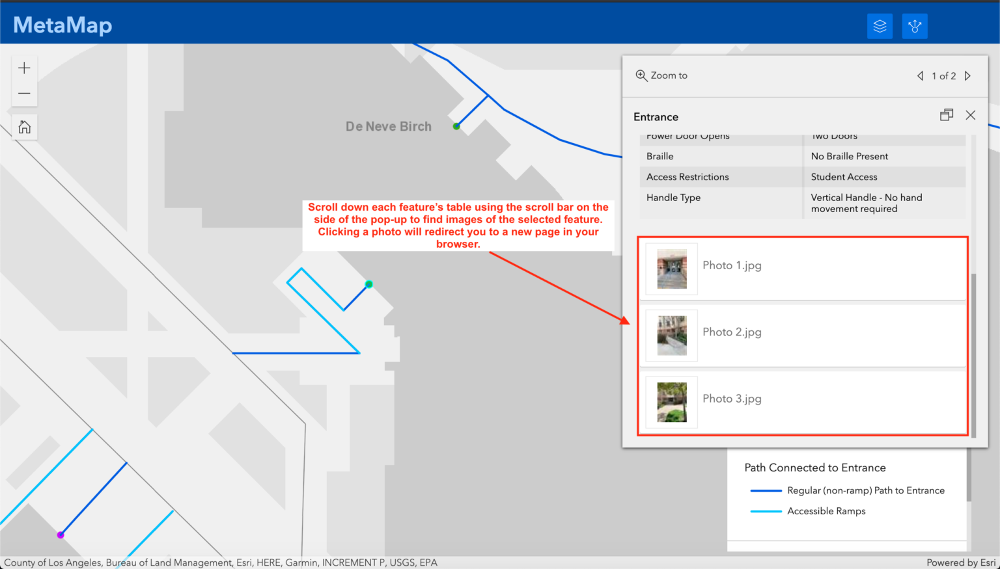 MetaMap
Zoom to
1 of 2
Entrance
Power Door Opens Two Doors
Braille No Braille Present
Access Restrictions Student Access
Handle Type Vertical Handle - No hand
movement required
De Neve Birch
Scroll down each feature's table using the scroll bar on the
side of the pop-up to find images of the selected feature.
Clicking a photo will redirect you to a new page in your
browser.
Photo 1.jpg
Photo 2.jpg
Photo 3.jpg
Path Connected to Entrance
Regular (non-ramp) Path to Entrance
Accessible Ramps
County of Los Angeles, Bureau of Land Management, Esri, HERE, Garmin, INCREMENT P, USGS, EPA
Powered by Esri